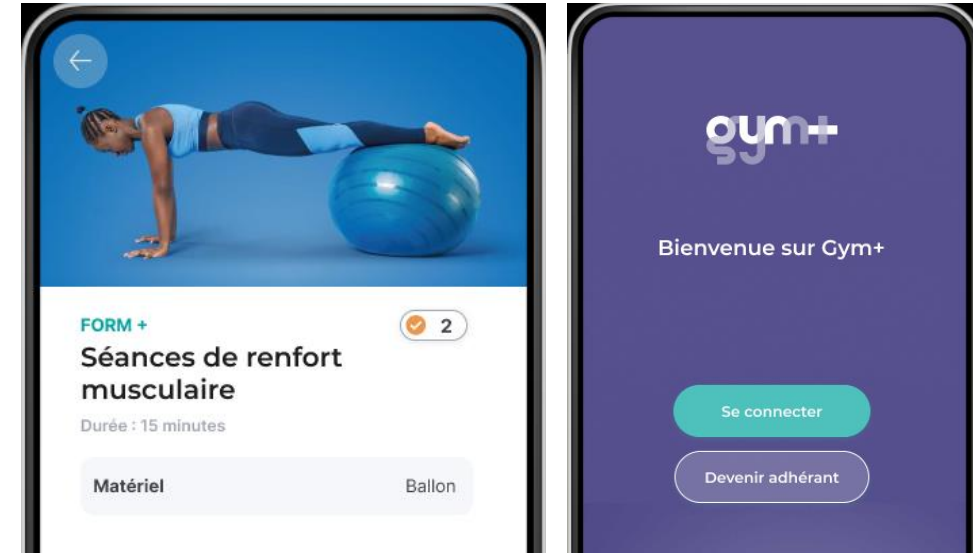 FORM +
2
Séances de renfort
musculaire
Durée : 15 minutes
Matériel Ballon
gym+
Bienvenue sur Gym+
Se connecter
Devenir adhérant